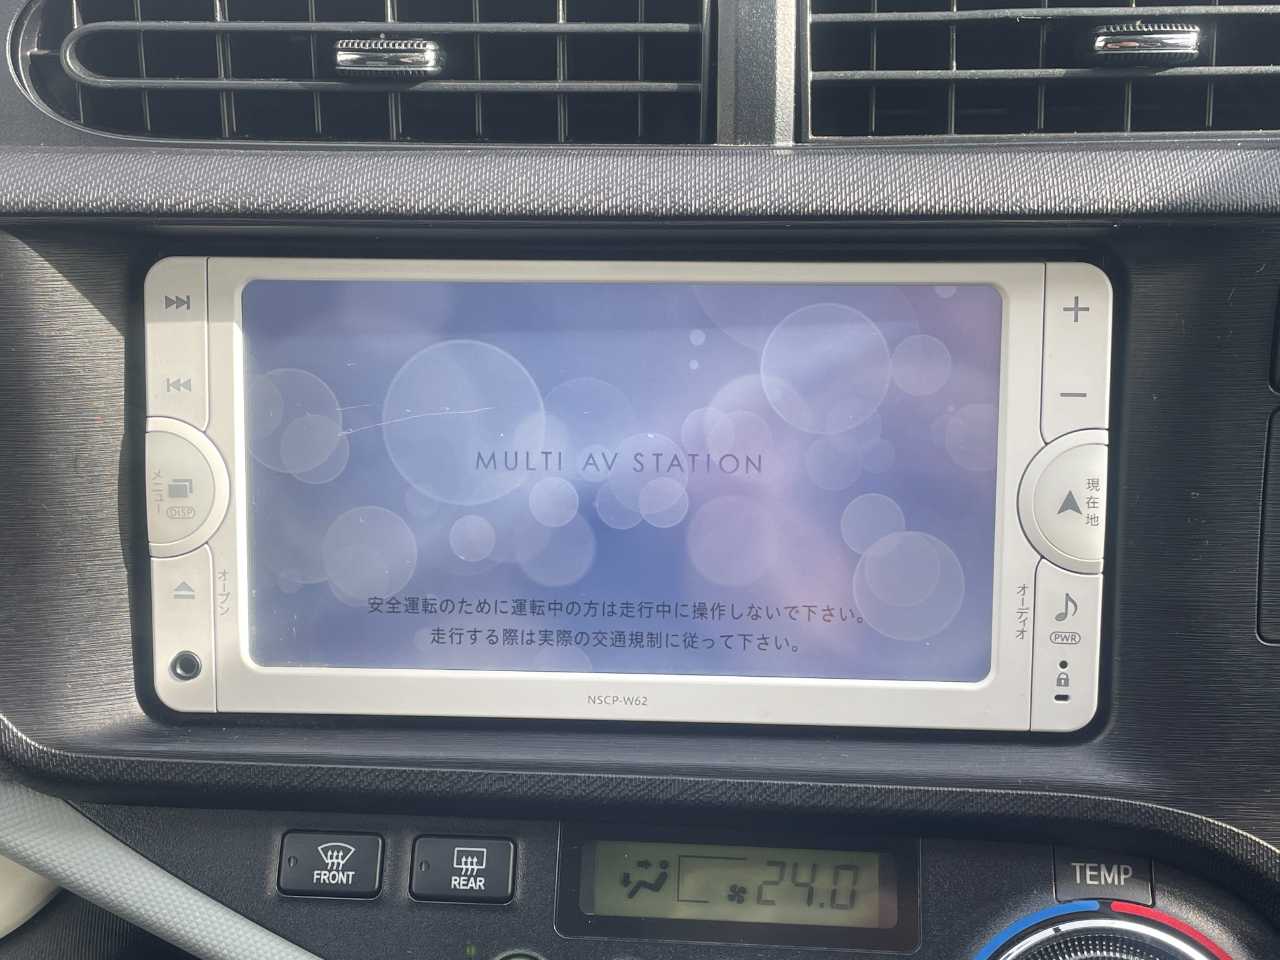 メニュー
DISP
オープン
MULTI AV STATION
安全運転のために運転中の方は走行中に操作しないで下さい。
走行する際は実際の交通規制に従って下さい。
NSCP-W62
現在地
オーディオ
PWR
FRONT
REAR
24.0
TEMP